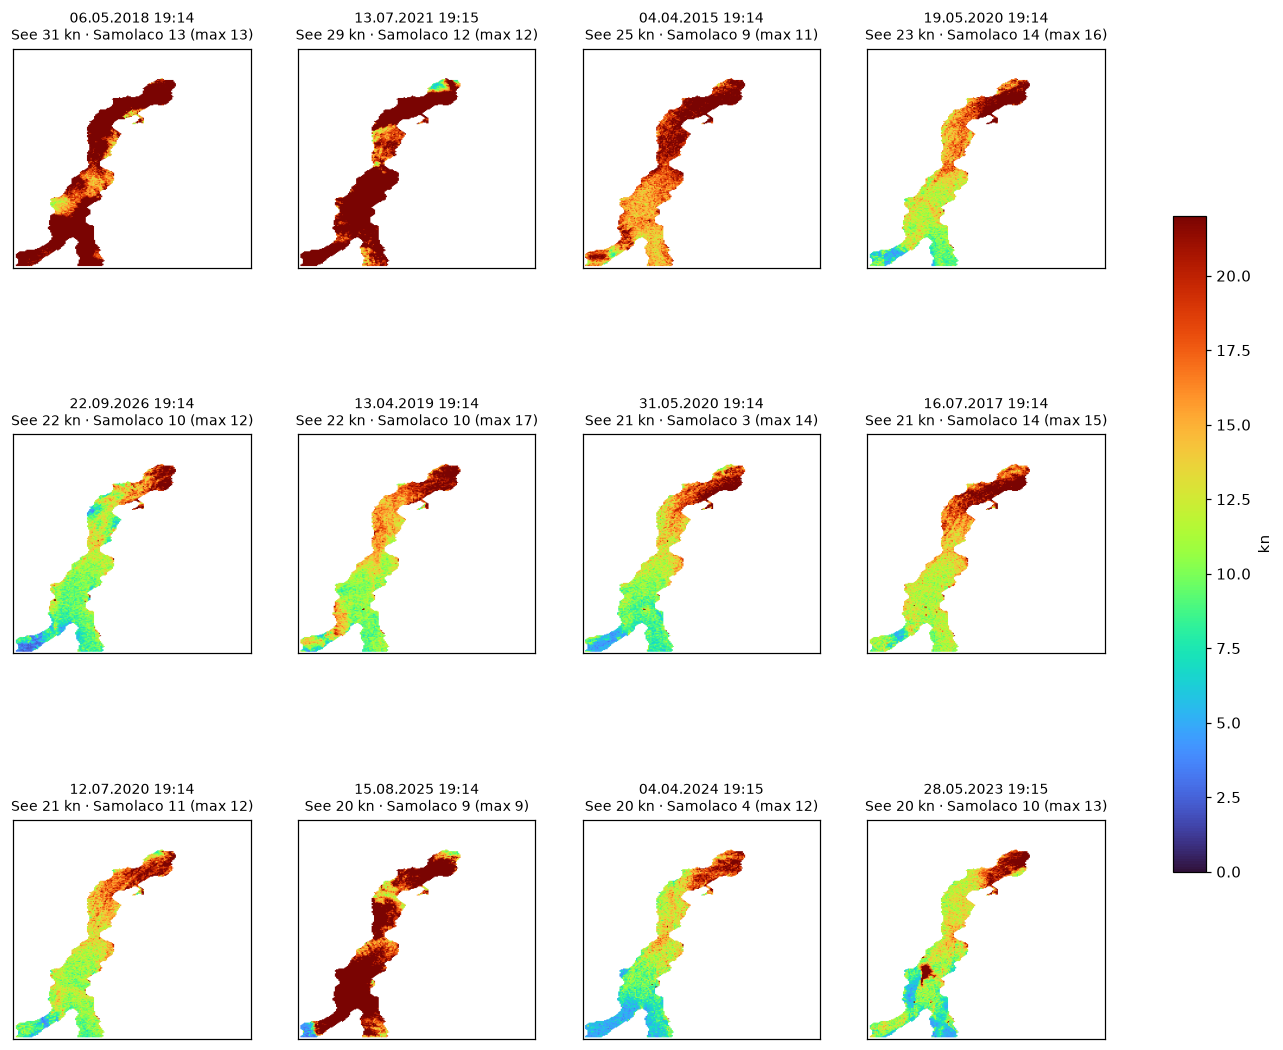 06.05.2018 19:14
See 31 kn · Samolaco 13 (max 13)
13.07.2021 19:15
See 29 kn · Samolaco 12 (max 12)
04.04.2015 19:14
See 25 kn · Samolaco 9 (max 11)
19.05.2020 19:14
See 23 kn · Samolaco 14 (max 16)
22.09.2026 19:14
See 22 kn · Samolaco 10 (max 12)
13.04.2019 19:14
See 22 kn · Samolaco 10 (max 17)
31.05.2020 19:14
See 21 kn · Samolaco 3 (max 14)
16.07.2017 19:14
See 21 kn · Samolaco 14 (max 15)
12.07.2020 19:14
See 21 kn · Samolaco 11 (max 12)
15.08.2025 19:14
See 20 kn · Samolaco 9 (max 9)
04.04.2024 19:15
See 20 kn · Samolaco 4 (max 12)
28.05.2023 19:15
See 20 kn · Samolaco 10 (max 13)
20.0
17.5
15.0
12.5
10.0
7.5
5.0
2.5
0.0
kn